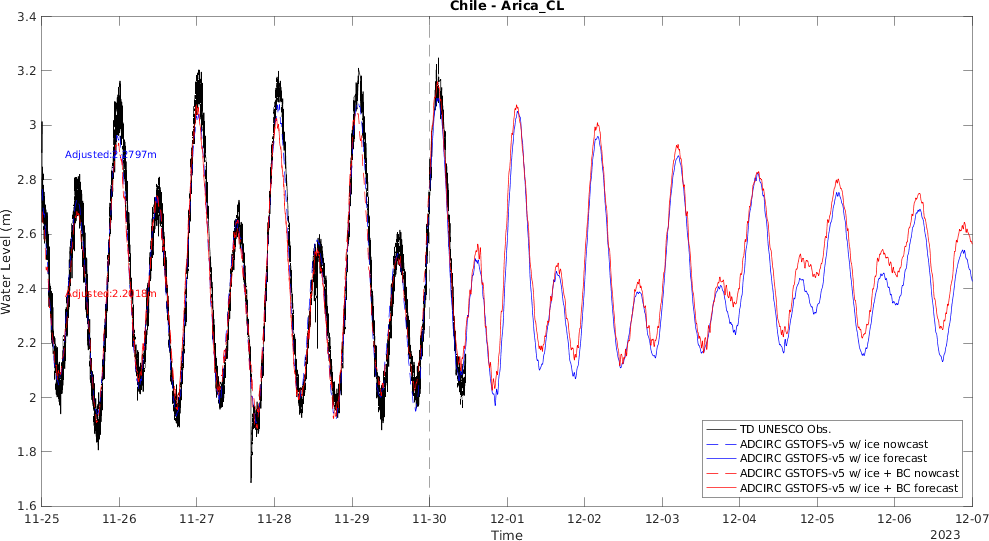 Chile - Arica_CL
3.4
3.2
3
2.8
2.6
2.4
2.2
2
1.8
1.6
Water Level (m)
Adjusted:2.2797m
Adjusted:2.2018m
TD UNESCO Obs.
ADCIRC GSTOFS-v5 w/ ice nowcast
ADCIRC GSTOFS-v5 w/ ice forecast
ADCIRC GSTOFS-v5 w/ ice + BC nowcast
ADCIRC GSTOFS-v5 w/ ice + BC forecast
11-25 11-26 11-27 11-28 11-29 11-30 12-01 12-02 12-03 12-04 12-05 12-06 12-07
Time
2023